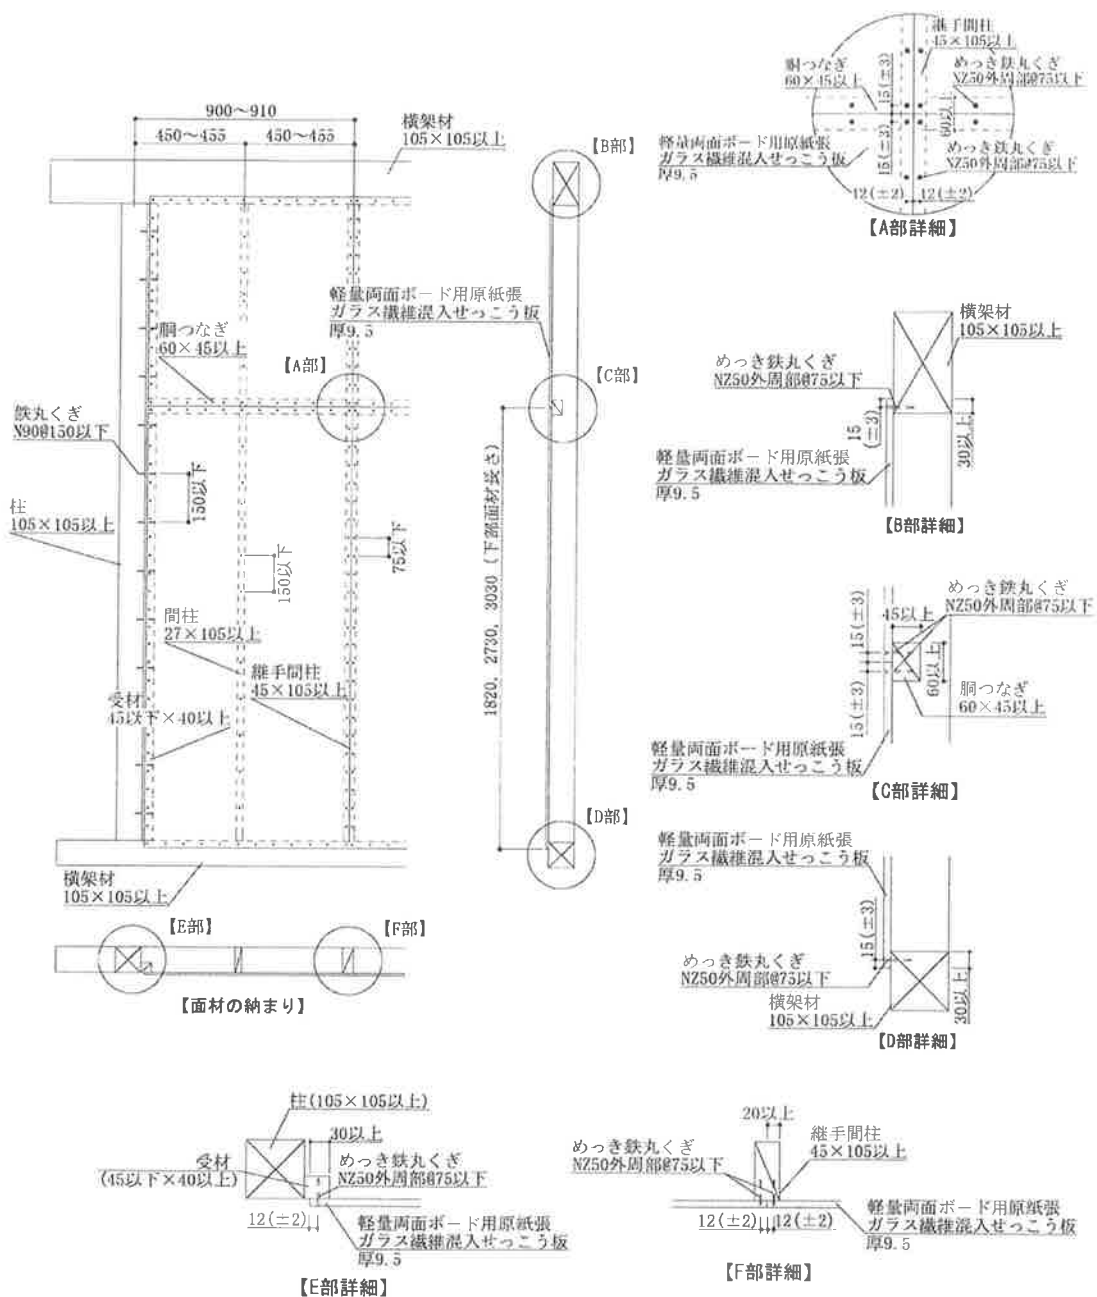 900～910
450～455
450～455
横架材
105×105以上
【B部】
軽量両面ボード用原紙張
ガラス繊維混入せっこう板
厚9.5
胴つなぎ
60×45以上
【A部】
【C部】
鉄丸くぎ
N90@150以下
150以下
柱
105×105以上
150以下
75以下
1820, 2730, 3030 (下部面材長さ)
間柱
27×105以上
継手間柱
45×105以上
受材
45以下×40以上
【D部】
横架材
105×105以上
【E部】
【F部】
【面材の納まり】
継手間柱
45×105以上
胴つなぎ
60×45以上
15(±3)
めっき鉄丸くぎ
NZ50外周部@75以下
60以上
軽量両面ボード用原紙張
ガラス繊維混入せっこう板
厚9.5
15(±3)
めっき鉄丸くぎ
NZ50外周部@75以下
12(±2)
12(±2)
【A部詳細】
横架材
105×105以上
めっき鉄丸くぎ
NZ50外周部@75以下
15
(±3)
30以上
軽量両面ボード用原紙張
ガラス繊維混入せっこう板
厚9.5
【B部詳細】
めっき鉄丸くぎ
NZ50外周部@75以下
45以上
15(±3)
60以上
15(±3)
胴つなぎ
60×45以上
軽量両面ボード用原紙張
ガラス繊維混入せっこう板
厚9.5
【C部詳細】
軽量両面ボード用原紙張
ガラス繊維混入せっこう板
厚9.5
15(±3)
めっき鉄丸くぎ
NZ50外周部@75以下
横架材
105×105以上
30以上
【D部詳細】
柱(105×105以上)
30以上
受材
(45以下×40以上)
めっき鉄丸くぎ
NZ50外周部@75以下
12(±2)
軽量両面ボード用原紙張
ガラス繊維混入せっこう板
厚9.5
【E部詳細】
20以上
めっき鉄丸くぎ
NZ50外周部@75以下
継手間柱
45×105以上
12(±2)
12(±2)
軽量両面ボード用原紙張
ガラス繊維混入せっこう板
厚9.5
【F部詳細】